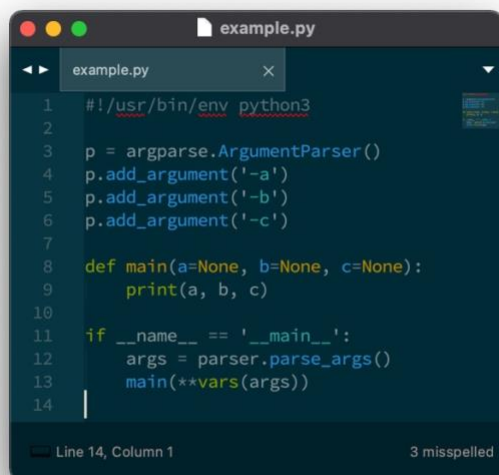 example.py
example.py ×
1 #!/usr/bin/env python3
2
3 p = argparse.ArgumentParser()
4 p.add_argument('-a')
5 p.add_argument('-b')
6 p.add_argument('-c')
7
8 def main(a=None, b=None, c=None):
9     print(a, b, c)
10
11 if __name__ == '__main__':
12     args = parser.parse_args()
13     main(**vars(args))
14
Line 14, Column 1 3 misspelled